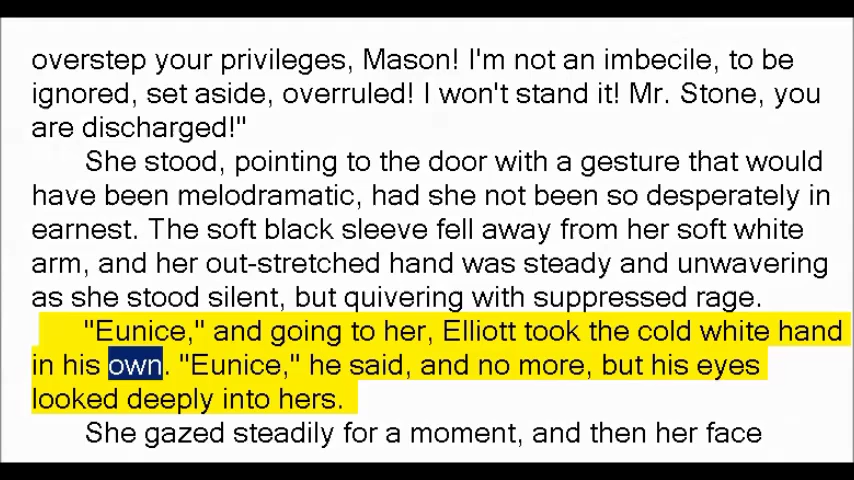 overstep your privileges, Mason! I'm not an imbecile, to be
ignored, set aside, overruled! I won't stand it! Mr. Stone, you
are discharged!"
She stood, pointing to the door with a gesture that would
have been melodramatic, had she not been so desperately in
earnest. The soft black sleeve fell away from her soft white
arm, and her out-stretched hand was steady and unwavering
as she stood silent, but quivering with suppressed rage.
"Eunice," and going to her, Elliott took the cold white hand
in his own. "Eunice," he said, and no more, but his eyes
looked deeply into hers.
She gazed steadily for a moment, and then her face